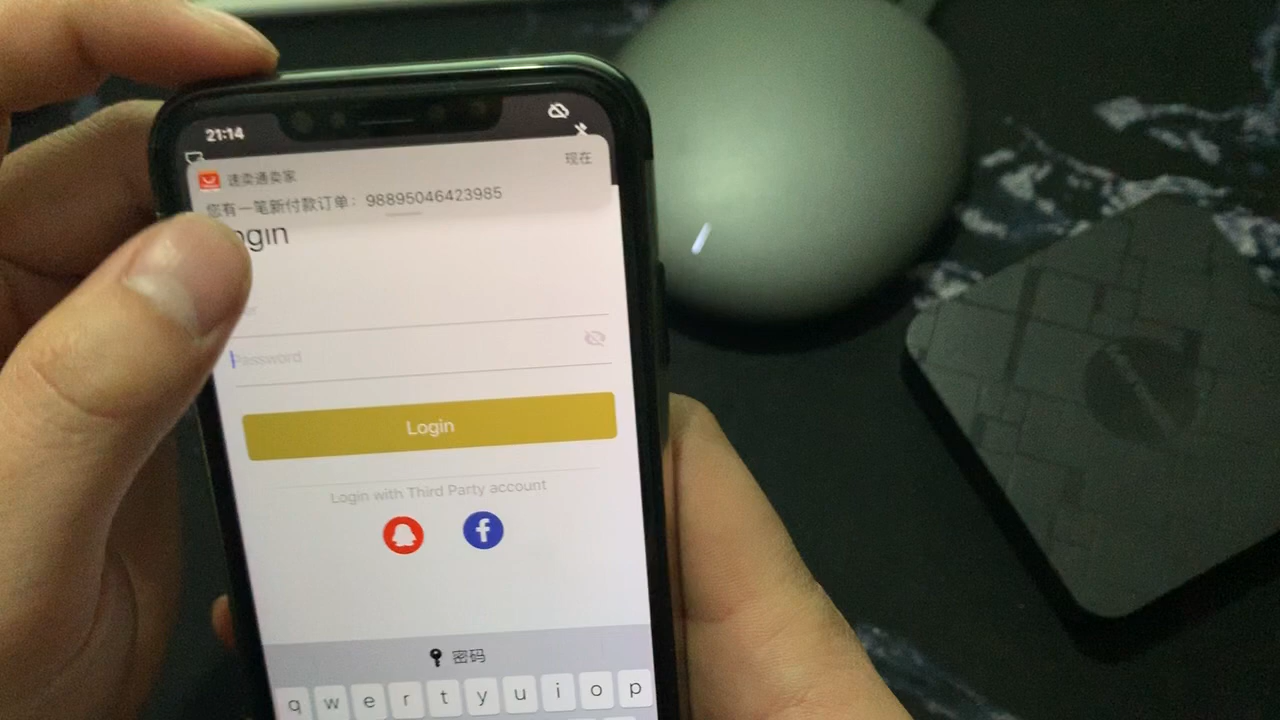 21:14
速卖通卖家
现在
您有一笔新付款订单：98895046423985
ogin
Password
Login
Login with Third Party account
密码
q w e r t y u i o p